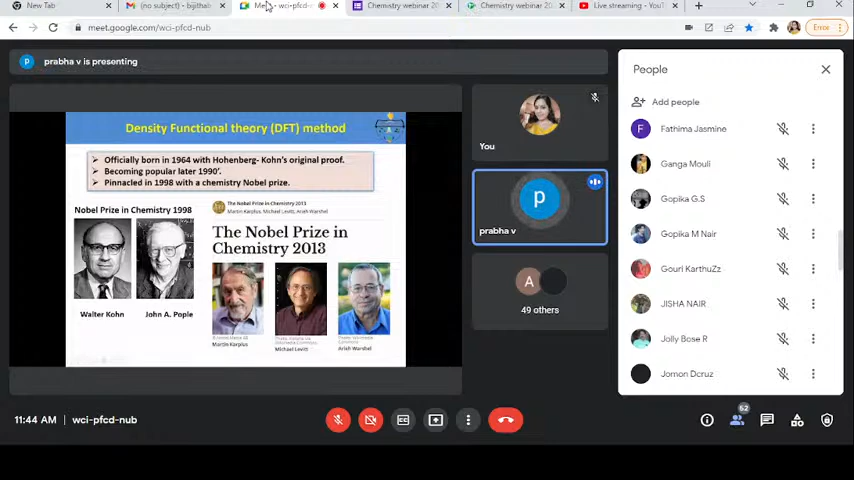 New Tab
(no subject) - bijithal
Meet - wci-pfcd-
Chemistry webinar 20
Chemistry webinar 20
Live streaming - YouT
meet.google.com/wci-pfcd-nub
Error
p
prabha v is presenting
Density Functional theory (DFT) method
Officially born in 1964 with Hohenberg- Kohn's original proof.
Becoming popular later 1990'.
Pinnacled in 1998 with a chemistry Nobel prize.
Nobel Prize in Chemistry 1998
Walter Kohn
John A. Pople
The Nobel Prize in Chemistry 2013
Martin Karplus, Michael Levitt, Arieh Warshel
The Nobel Prize in
Chemistry 2013
Martin Karplus
Michael Levitt
Arieh Warshel
You
p
prabha v
A
49 others
People
Add people
F
Fathima Jasmine
Ganga Mouli
Gopika G.S
Gopika M Nair
Gouri KarthuZz
JISHA NAIR
Jolly Bose R
Jomon Dcruz
11:44 AM
wci-pfcd-nub
52